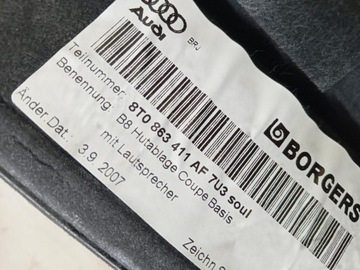 Audi
BRJ
Teilnummer: 8T0 863 411 AF 7U3 soul
Benennung: B8 Hutablage Coupe Basis
mit Lautsprecher
Änder.Dat.: 3.9.2007
Zeichn
BORGERS